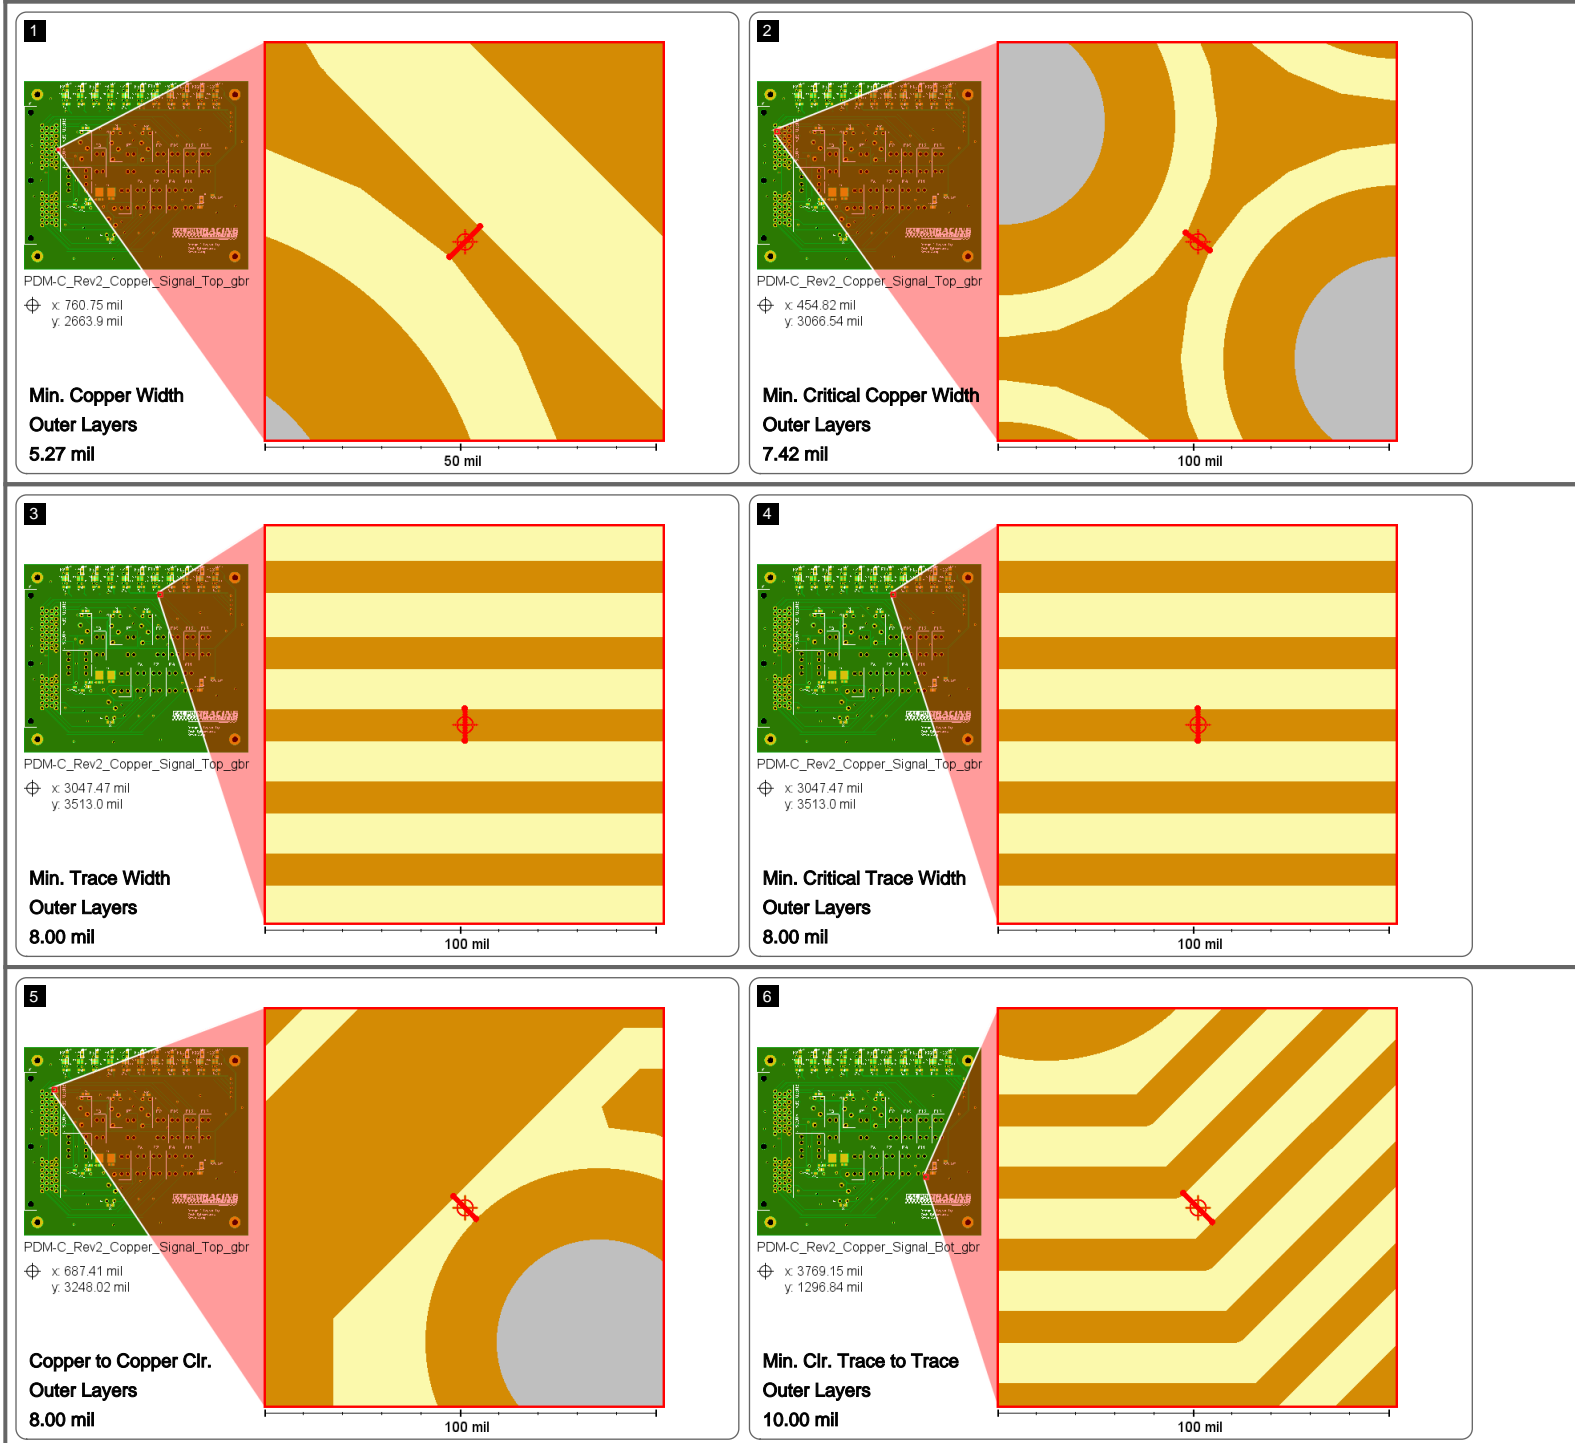 1
PDM-C_Rev2_Copper_Signal_Top_gbr
x: 760.75 mil
y: 2663.9 mil
Min. Copper Width
Outer Layers
5.27 mil
50 mil
2
PDM-C_Rev2_Copper_Signal_Top_gbr
x: 454.82 mil
y: 3066.54 mil
Min. Critical Copper Width
Outer Layers
7.42 mil
100 mil
3
PDM-C_Rev2_Copper_Signal_Top_gbr
x: 3047.47 mil
y: 3513.0 mil
Min. Trace Width
Outer Layers
8.00 mil
100 mil
4
PDM-C_Rev2_Copper_Signal_Top_gbr
x: 3047.47 mil
y: 3513.0 mil
Min. Critical Trace Width
Outer Layers
8.00 mil
100 mil
5
PDM-C_Rev2_Copper_Signal_Top_gbr
x: 687.41 mil
y: 3248.02 mil
Copper to Copper Clr.
Outer Layers
8.00 mil
100 mil
6
PDM-C_Rev2_Copper_Signal_Bot_gbr
x: 3769.15 mil
y: 1296.84 mil
Min. Clr. Trace to Trace
Outer Layers
10.00 mil
100 mil